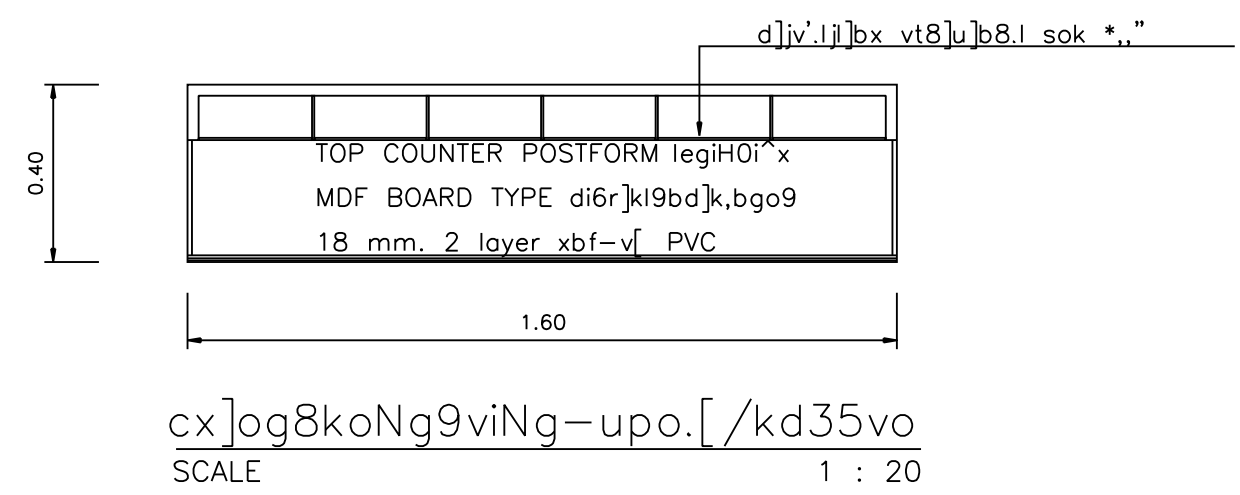 d]jv'.ljl]bx vt8]u]b8.l sok *,,”
0.40
TOP COUNTER POSTFORM legiH0i^x
MDF BOARD TYPE di6r]kl9bd]k,bgo9
18 mm. 2 layer xbf-v[ PVC
1.60
cx]og8koNg9viNg-upo.[/kd35vo
SCALE 1 : 20